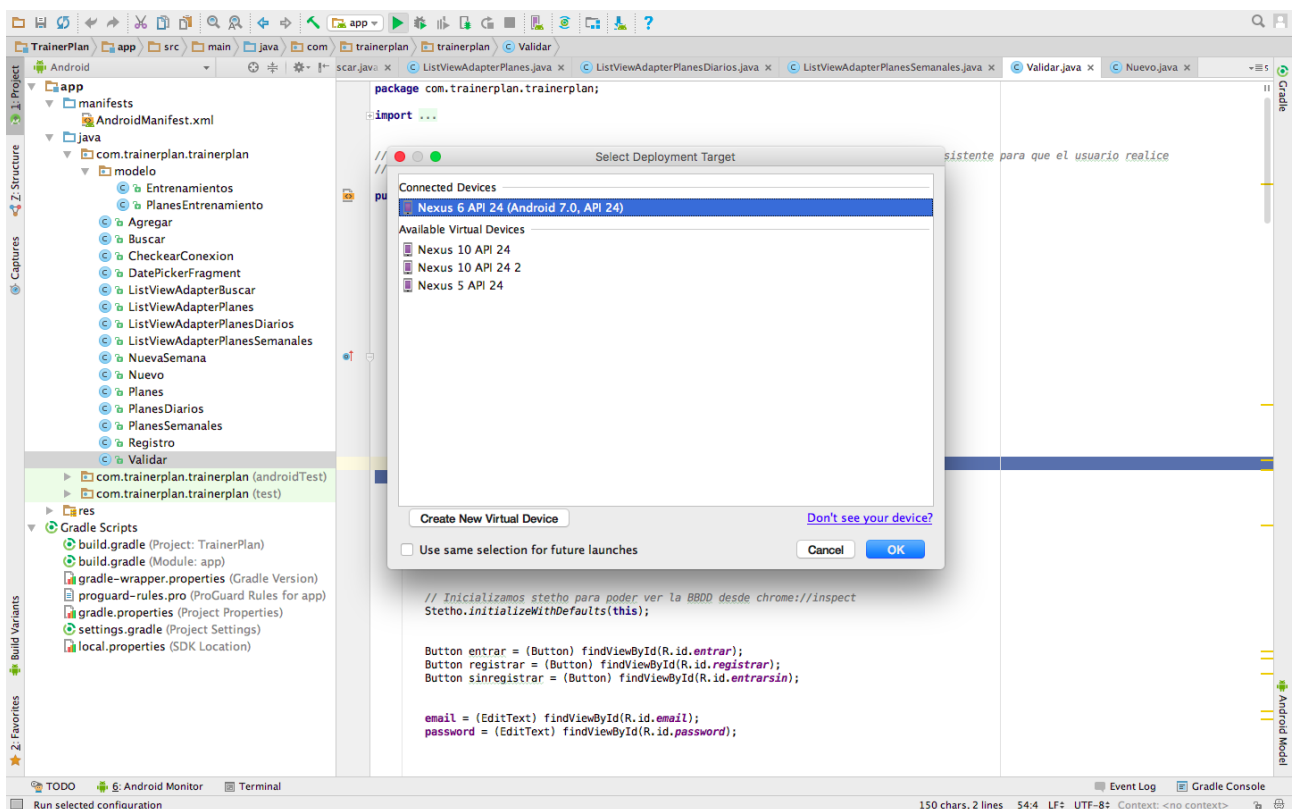 app
TrainerPlan app src main java com trainerplan trainerplan Validar
Android
scar.java ListViewAdapterPlanes.java ListViewAdapterPlanesDiarios.java ListViewAdapterPlanesSemanales.java Validar.java Nuevo.java
1: Project
Z: Structure
Captures
Build Variants
2: Favorites
app
manifests
AndroidManifest.xml
java
com.trainerplan.trainerplan
modelo
Entrenamientos
PlanesEntrenamiento
Agregar
Buscar
CheckearConexion
DatePickerFragment
ListViewAdapterBuscar
ListViewAdapterPlanes
ListViewAdapterPlanesDiarios
ListViewAdapterPlanesSemanales
NuevaSemana
Nuevo
Planes
PlanesDiarios
PlanesSemanales
Registro
Validar
com.trainerplan.trainerplan (androidTest)
com.trainerplan.trainerplan (test)
res
Gradle Scripts
build.gradle (Project: TrainerPlan)
build.gradle (Module: app)
gradle-wrapper.properties (Gradle Version)
proguard-rules.pro (ProGuard Rules for app)
gradle.properties (Project Properties)
settings.gradle (Project Settings)
local.properties (SDK Location)
package com.trainerplan.trainerplan;
import ...
// sistente para que el usuario realice
//
pu
Select Deployment Target
Connected Devices
Nexus 6 API 24 (Android 7.0, API 24)
Available Virtual Devices
Nexus 10 API 24
Nexus 10 API 24 2
Nexus 5 API 24
Create New Virtual Device Don't see your device?
Use same selection for future launches Cancel OK
// Inicializamos stetho para poder ver la BBDD desde chrome://inspect
Stetho.initializeWithDefaults(this);
Button entrar = (Button) findViewById(R.id.entrar);
Button registrar = (Button) findViewById(R.id.registrar);
Button sinregistrar = (Button) findViewById(R.id.entrarsin);
email = (EditText) findViewById(R.id.email);
password = (EditText) findViewById(R.id.password);
Gradle
Android Model
TODO 6: Android Monitor Terminal Event Log Gradle Console
Run selected configuration 150 chars, 2 lines 54:4 LF UTF-8 Context: <no context>